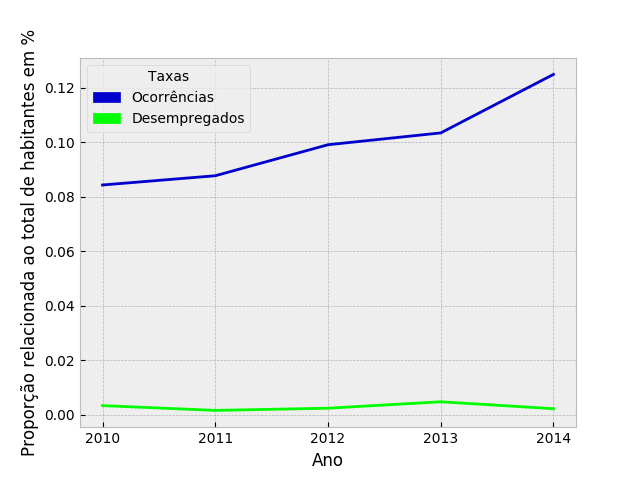 Proporção relacionada ao total de habitantes em %
Taxas
Ocorrências
Desempregados
0.12
0.10
0.08
0.06
0.04
0.02
0.00
2010 2011 2012 2013 2014
Ano